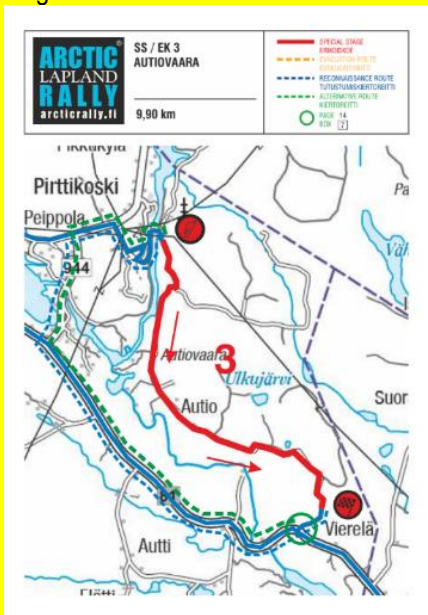 ARCTIC
LAPLAND
RALLY
arcticrally.fi
SS / EK 3
AUTIOVAARA
9,90 km
SPECIAL STAGE
ERIKOISKOE
EVACUATION ROUTE
RECONNAISSANCE ROUTE
TUTUSTUMISKIERTOREITTI
ALTERNATIVE ROUTE
KIERTOREITTI
PAGE 14
BOX 2
Pirttikoski
Peippola
944
Autiovaara
3
Ulkujärvi
Autio
Suor
81
Vierelä
Autti